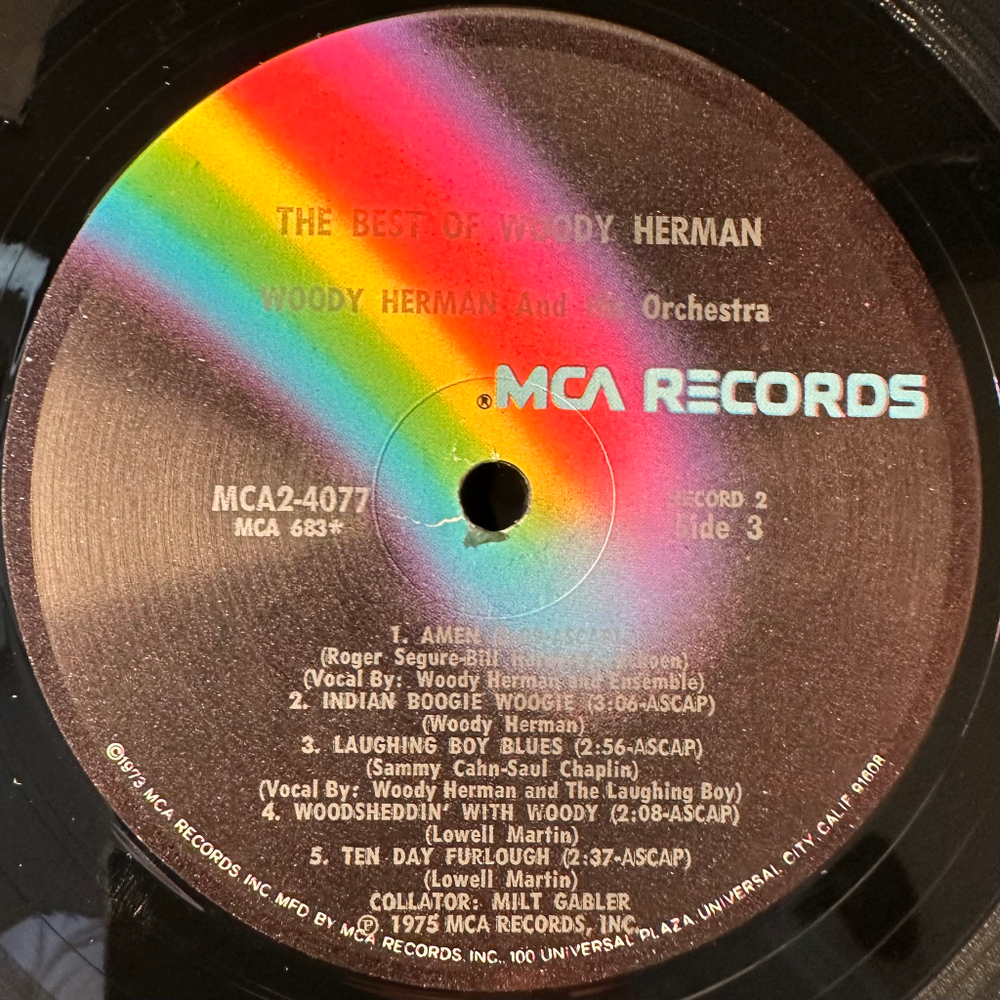 THE BEST OF WOODY HERMAN
WOODY HERMAN And His Orchestra
® MCA RECORDS
MCA2-4077
MCA 683*
RECORD 2
Side 3
1. AMEN -ASCAP)
(Roger Segure-Bill
(Vocal By: Woody Herman and Ensemble)
2. INDIAN BOOGIE WOOGIE (3:06-ASCAP)
(Woody Herman)
3. LAUGHING BOY BLUES (2:56-ASCAP)
(Sammy Cahn-Saul Chaplin)
(Vocal By: Woody Herman and The Laughing Boy)
4. WOODSHEDDIN' WITH WOODY (2:08-ASCAP)
(Lowell Martin)
5. TEN DAY FURLOUGH (2:37-ASCAP)
(Lowell Martin)
COLLATOR: MILT GABLER
℗ 1975 MCA RECORDS, INC.
©1973 MCA RECORDS, INC. MFD BY MCA RECORDS, INC., 100 UNIVERSAL PLAZA, UNIVERSAL CITY, CALIF. 91608